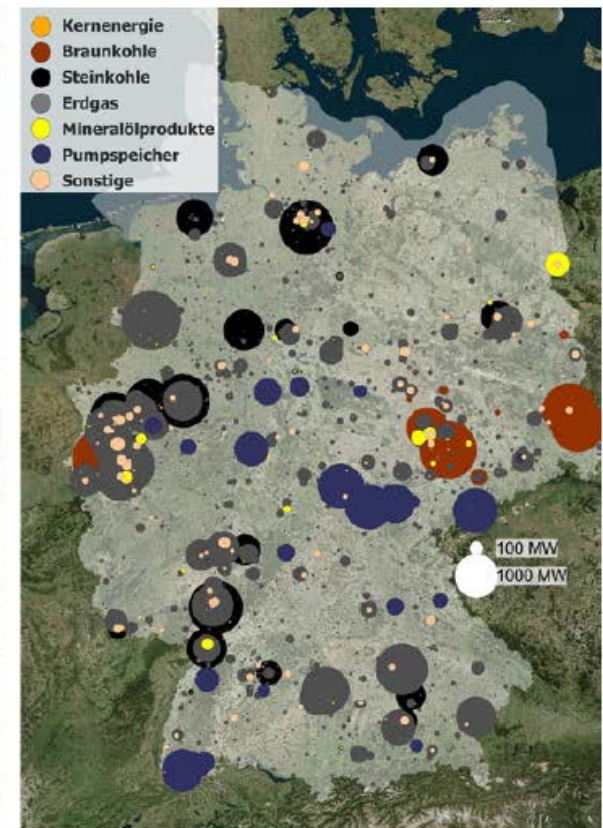 Kernenergie
Braunkohle
Steinkohle
Erdgas
Mineralölprodukte
Pumpspeicher
Sonstige
100 MW
1000 MW